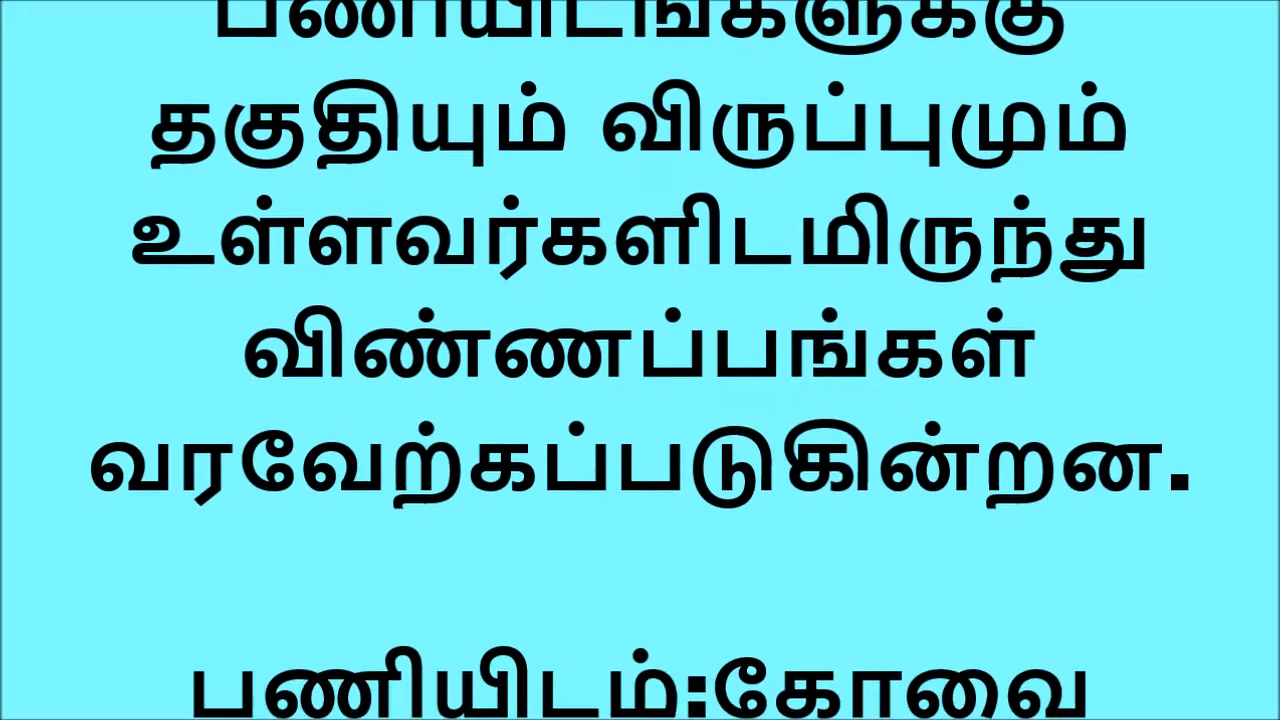 பணியிடங்களுக்கு
தகுதியும் விருப்பமும்
உள்ளவர்களிடமிருந்து
விண்ணப்பங்கள்
வரவேற்கப்படுகின்றன.
பணியிடம்:கோவை